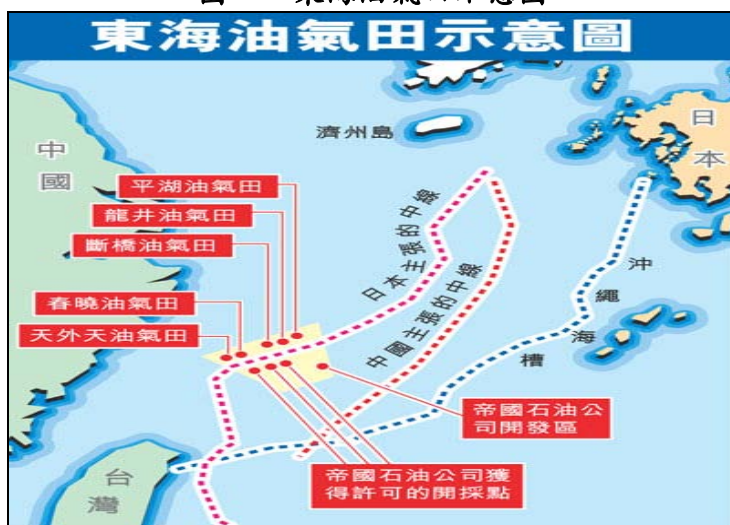 東海油氣田示意圖
濟州島
日本
中國
平湖油氣田
龍井油氣田
斷橋油氣田
春曉油氣田
天外天油氣田
日本主張的中線
中國主張的中線
沖繩海槽
帝國石油公
司開發區
帝國石油公司獲
得許可的開採點
台灣